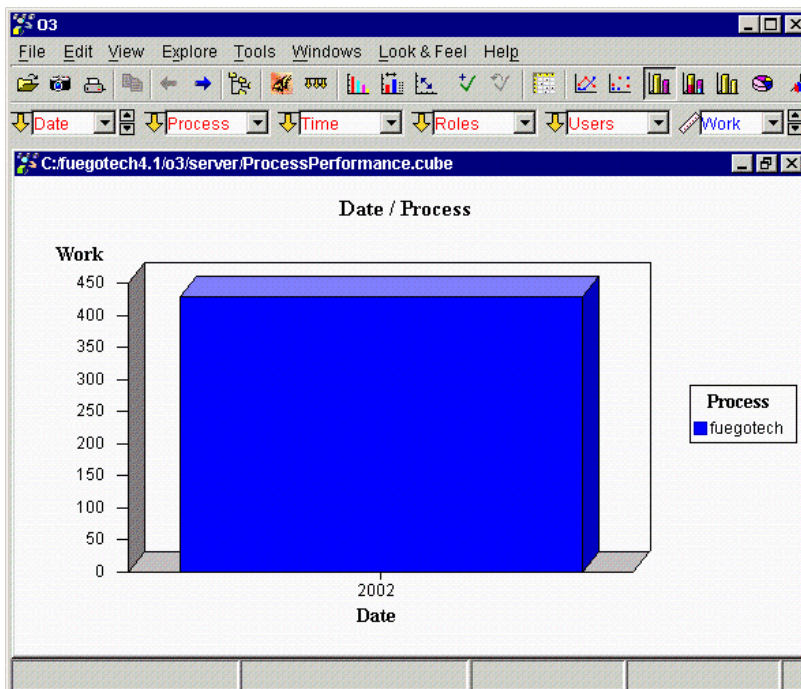 O3
File Edit View Explore Tools Windows Look & Feel Help
Date Process Time Roles Users Work
C:/fuegotech4.1/o3/server/ProcessPerformance.cube
Date / Process
Work
450
400
350
300
250
200
150
100
50
0
2002
Date
Process
fuegotech